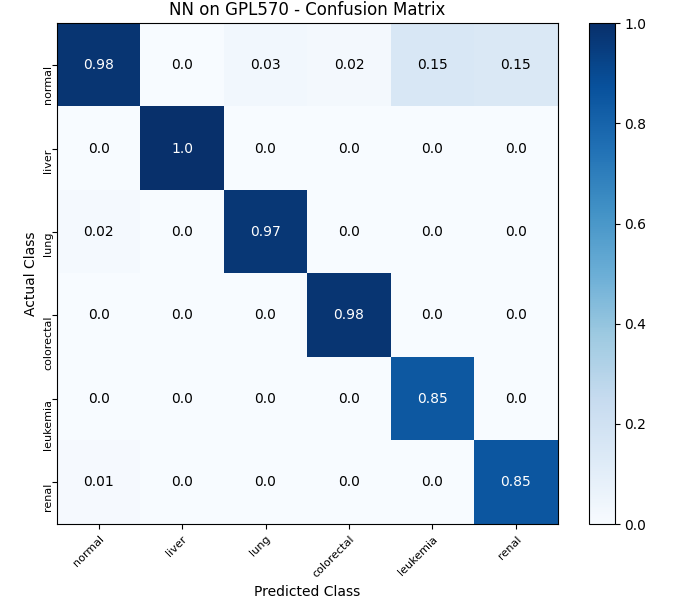 NN on GPL570 - Confusion Matrix
Actual Class
normal 0.98 0.0 0.03 0.02 0.15 0.15
liver 0.0 1.0 0.0 0.0 0.0 0.0
lung 0.02 0.0 0.97 0.0 0.0 0.0
colorectal 0.0 0.0 0.0 0.98 0.0 0.0
leukemia 0.0 0.0 0.0 0.0 0.85 0.0
renal 0.01 0.0 0.0 0.0 0.0 0.85
normal liver lung colorectal leukemia renal
Predicted Class
1.0
0.8
0.6
0.4
0.2
0.0